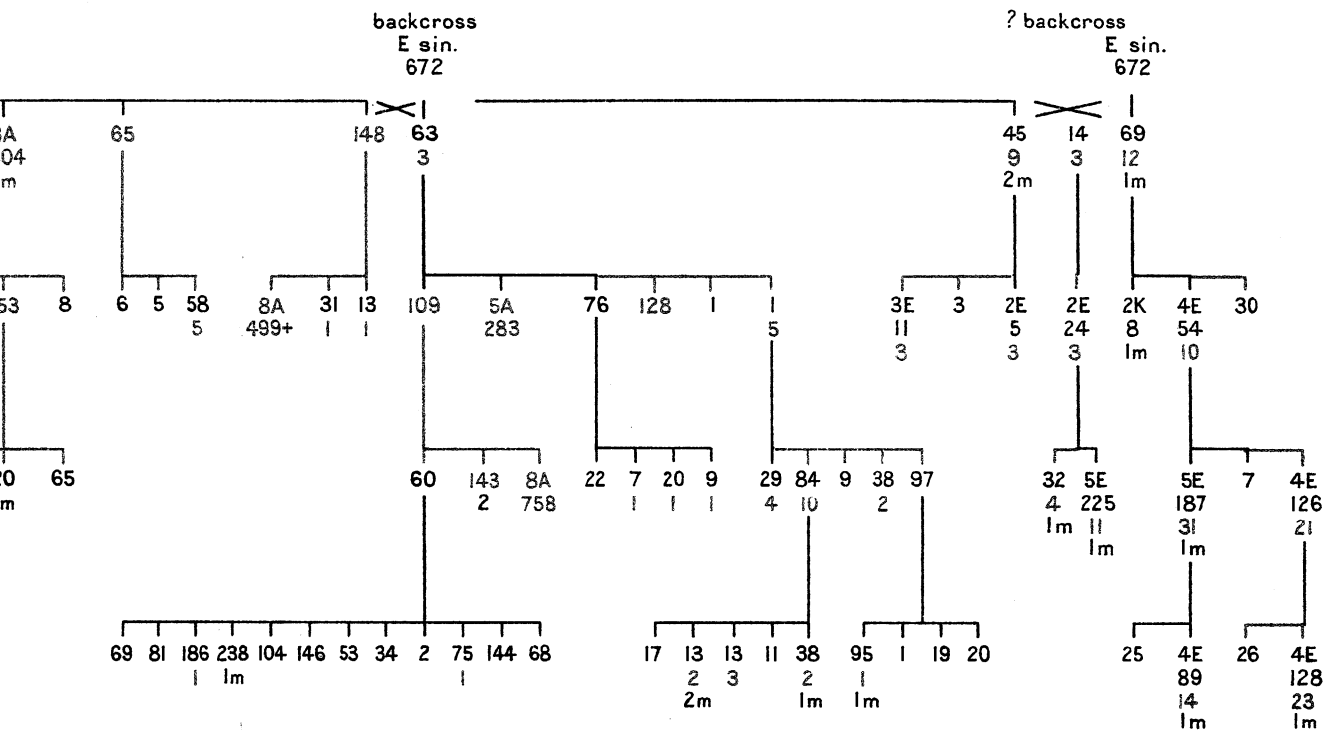 backcross ? backcross
E sin. E sin.
672 672
65 148 63 45 14 69
04 3 9 3 12
m 2m 1m
53 8 6 5 58 8A 31 13 109 5A 76 128 1 1 3E 3 2E 2E 2K 4E 30
5 499+ 1 1 283 5 11 5 24 8 54
3 3 3 1m 10
20 65 60 143 8A 22 7 20 9 29 84 9 38 97 32 5E 5E 7 4E
m 2 758 1 1 1 4 10 2 4 225 187 126
1m 11 31 21
1m 1m
69 81 186 238 104 146 53 34 2 75 144 68 17 13 13 11 38 95 1 19 20 25 4E 26 4E
1 1m 1 2 3 2 1 89 128
2m 1m 1m 14 23
1m 1m